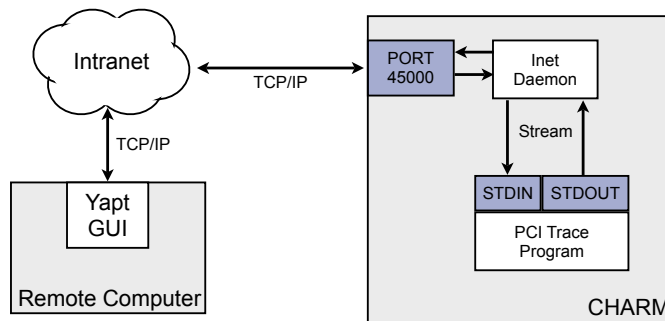 Intranet
TCP/IP
PORT
45000
Inet
Daemon
TCP/IP
Stream
Yapt
GUI
STDIN
STDOUT
PCI Trace
Program
Remote Computer
CHARM